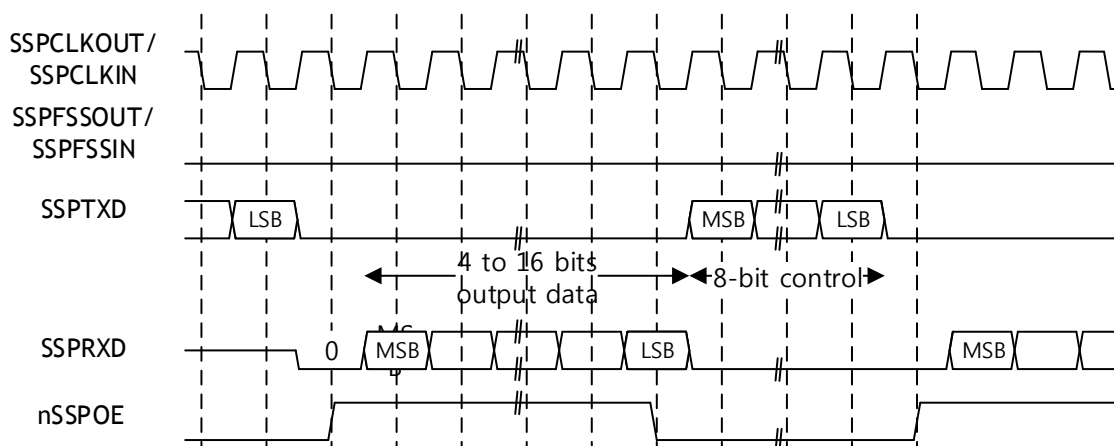 SSPCLKOUT/
SSPCLKIN
SSPFSSOUT/
SSPFSSIN
SSPTXD
LSB
MSB
LSB
4 to 16 bits
output data
8-bit control
SSPRXD
0
MSB
LSB
MSB
nSSPOE